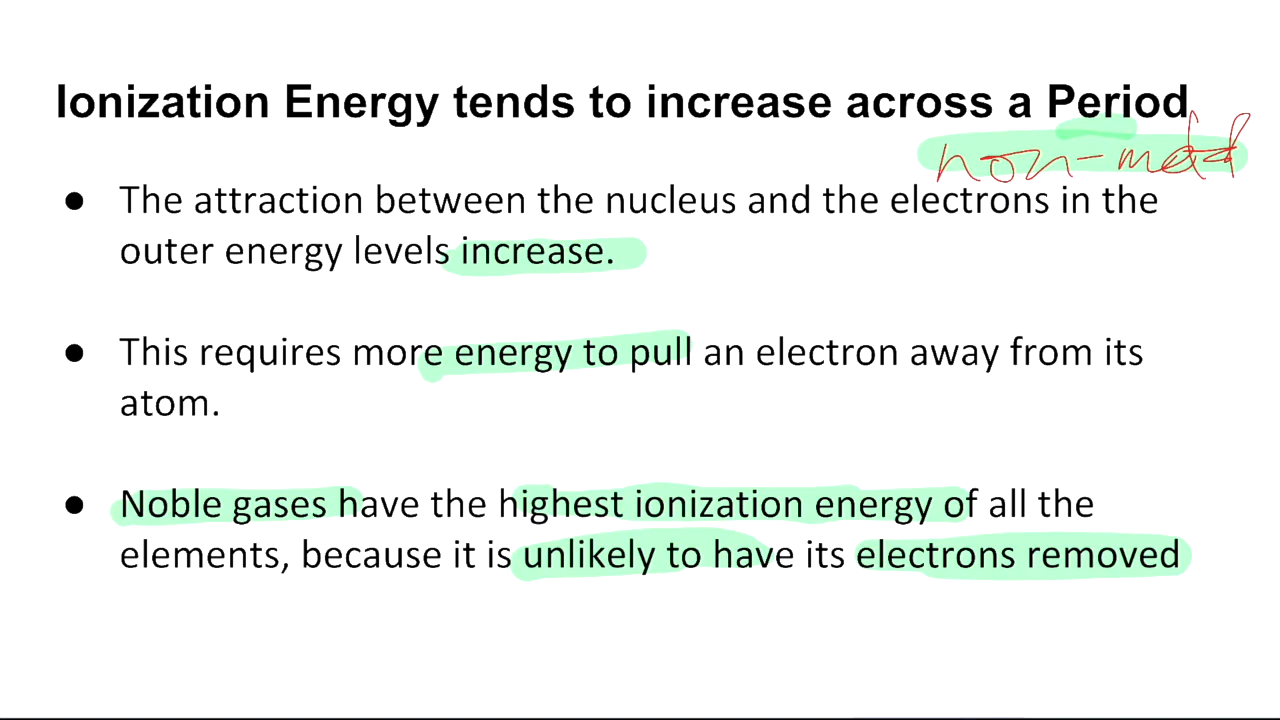 Ionization Energy tends to increase across a Period
non-metal
● The attraction between the nucleus and the electrons in the
outer energy levels increase.
● This requires more energy to pull an electron away from its
atom.
● Noble gases have the highest ionization energy of all the
elements, because it is unlikely to have its electrons removed